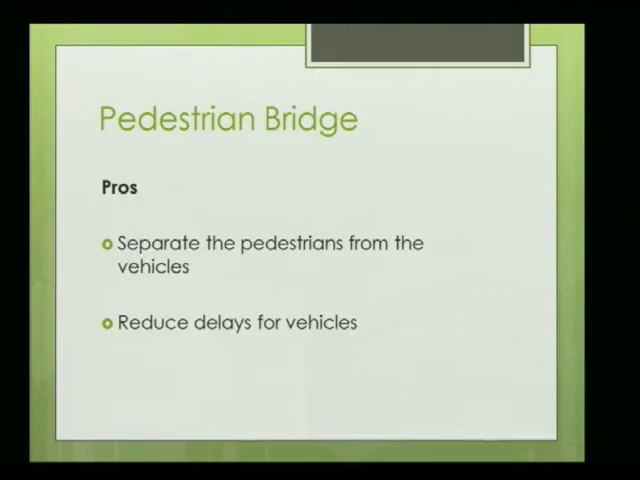 Pedestrian Bridge
Pros
Separate the pedestrians from the
vehicles
Reduce delays for vehicles